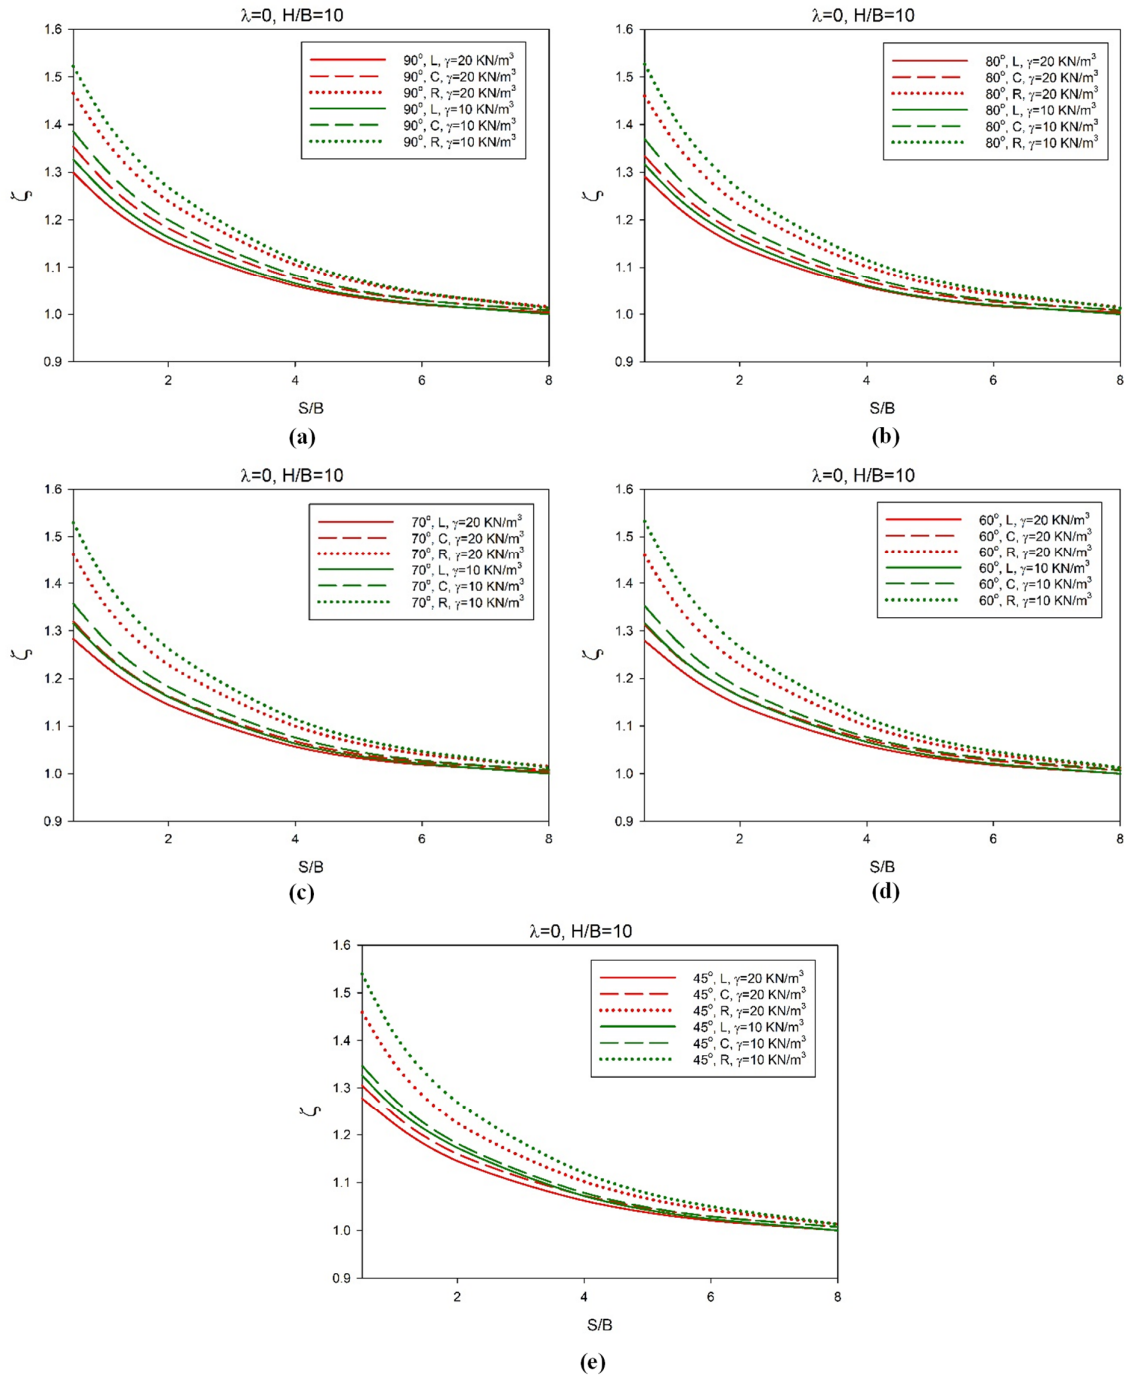 λ=0, H/B=10
1.6
1.5
1.4
1.3
1.2
1.1
1.0
0.9
ζ
90°, L, γ=20 KN/m³
90°, C, γ=20 KN/m³
90°, R, γ=20 KN/m³
90°, L, γ=10 KN/m³
90°, C, γ=10 KN/m³
90°, R, γ=10 KN/m³
2 4 6 8
S/B
(a)
λ=0, H/B=10
1.6
1.5
1.4
1.3
1.2
1.1
1.0
0.9
ζ
80°, L, γ=20 KN/m³
80°, C, γ=20 KN/m³
80°, R, γ=20 KN/m³
80°, L, γ=10 KN/m³
80°, C, γ=10 KN/m³
80°, R, γ=10 KN/m³
2 4 6 8
S/B
(b)
λ=0, H/B=10
1.6
1.5
1.4
1.3
1.2
1.1
1.0
0.9
ζ
70°, L, γ=20 KN/m³
70°, C, γ=20 KN/m³
70°, R, γ=20 KN/m³
70°, L, γ=10 KN/m³
70°, C, γ=10 KN/m³
70°, R, γ=10 KN/m³
2 4 6 8
S/B
(c)
λ=0, H/B=10
1.6
1.5
1.4
1.3
1.2
1.1
1.0
0.9
ζ
60°, L, γ=20 KN/m³
60°, C, γ=20 KN/m³
60°, R, γ=20 KN/m³
60°, L, γ=10 KN/m³
60°, C, γ=10 KN/m³
60°, R, γ=10 KN/m³
2 4 6 8
S/B
(d)
λ=0, H/B=10
1.6
1.5
1.4
1.3
1.2
1.1
1.0
0.9
ζ
45°, L, γ=20 KN/m³
45°, C, γ=20 KN/m³
45°, R, γ=20 KN/m³
45°, L, γ=10 KN/m³
45°, C, γ=10 KN/m³
45°, R, γ=10 KN/m³
2 4 6 8
S/B
(e)